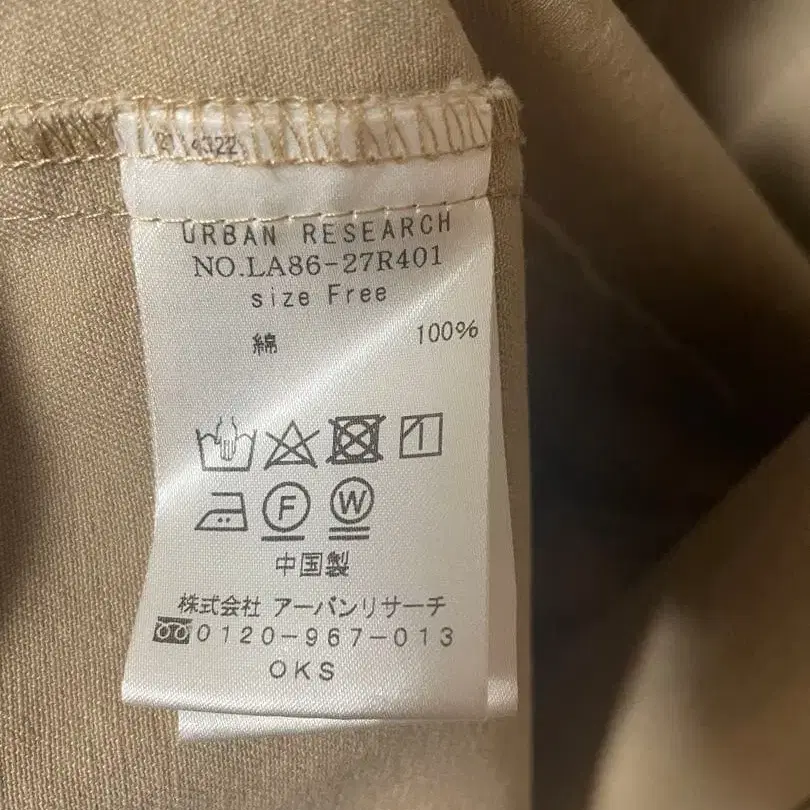 URBAN RESEARCH
NO.LA86-27R401
size Free
綿 100%
F W
中国製
株式会社 アーバンリサーチ
0120-967-013
OKS